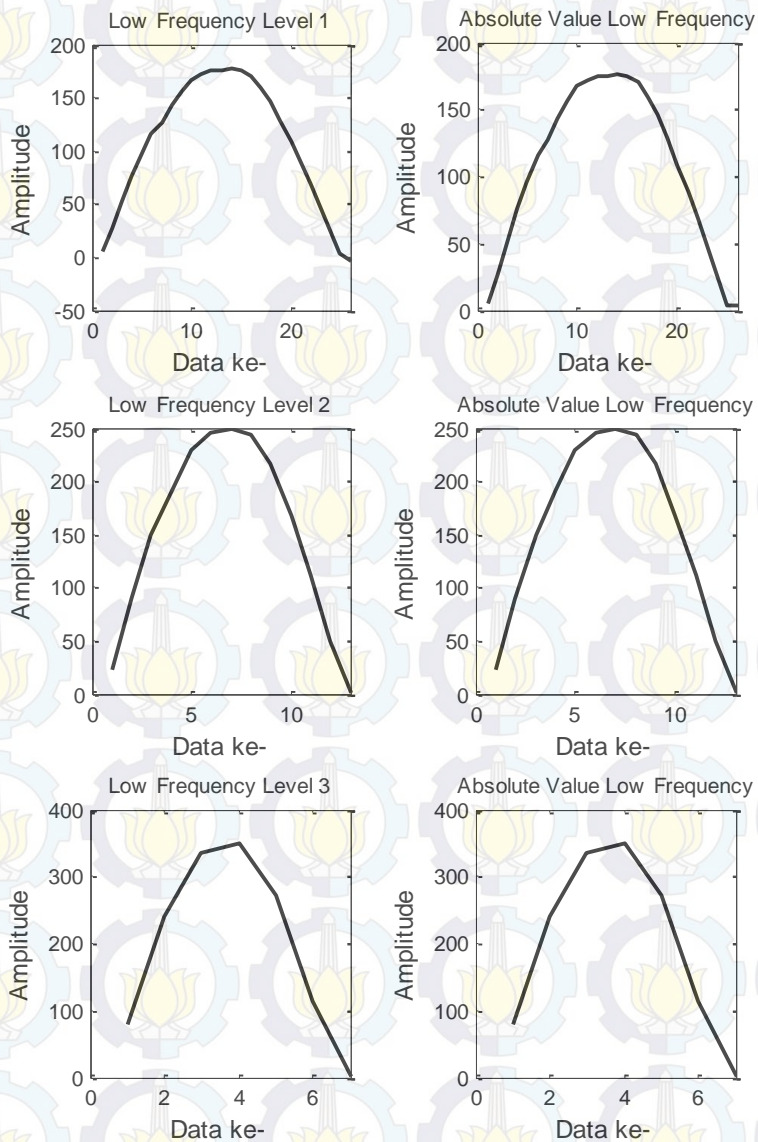 Low Frequency Level 1
200
150
100
50
0
-50
Amplitude
0 10 20
Data ke-
Absolute Value Low Frequency
200
150
100
50
0
Amplitude
0 10 20
Data ke-
Low Frequency Level 2
250
200
150
100
50
0
Amplitude
0 5 10
Data ke-
Absolute Value Low Frequency
250
200
150
100
50
0
Amplitude
0 5 10
Data ke-
Low Frequency Level 3
400
300
200
100
0
Amplitude
0 2 4 6
Data ke-
Absolute Value Low Frequency
400
300
200
100
0
Amplitude
0 2 4 6
Data ke-